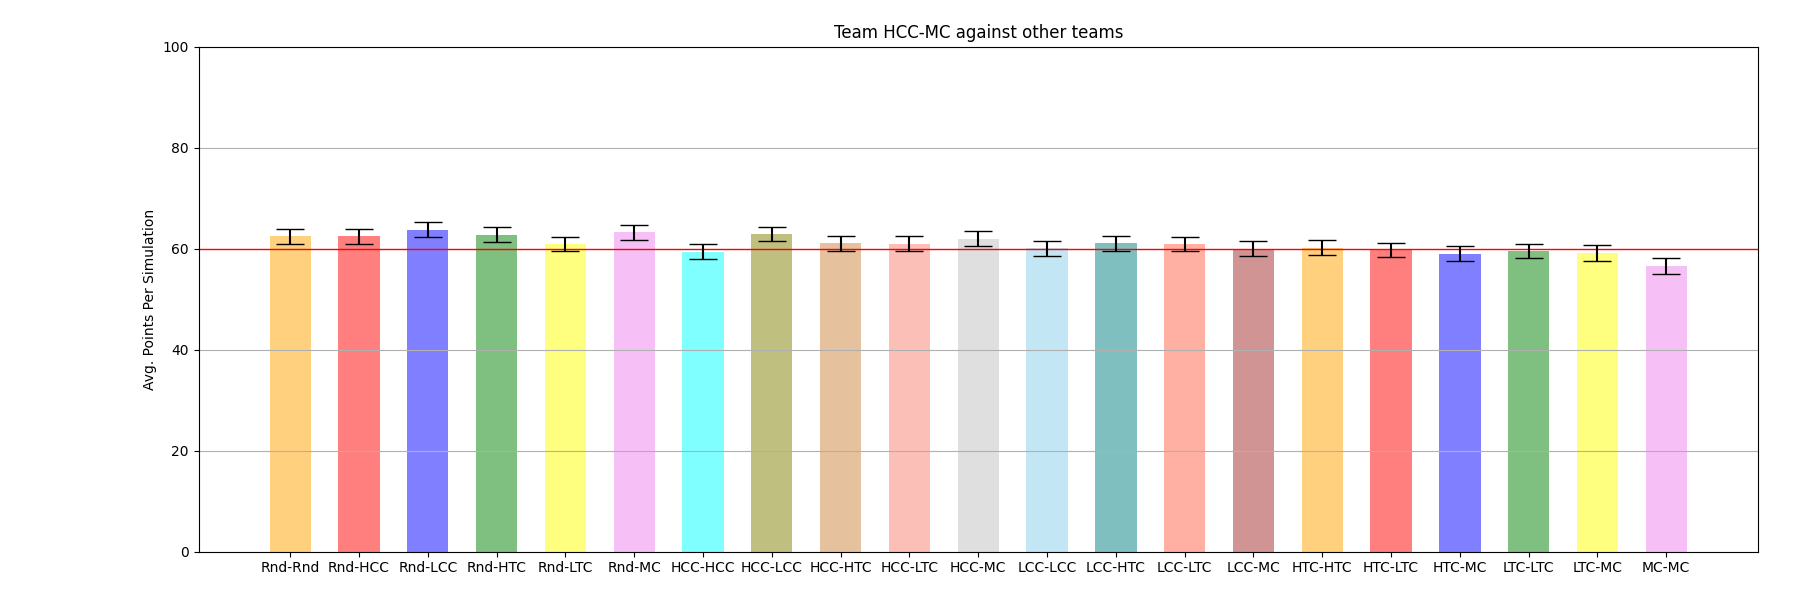 Team HCC-MC against other teams
100
80
60
40
20
0
Avg. Points Per Simulation
Rnd-Rnd Rnd-HCC Rnd-LCC Rnd-HTC Rnd-LTC Rnd-MC HCC-HCC HCC-LCC HCC-HTC HCC-LTC HCC-MC LCC-LCC LCC-HTC LCC-LTC LCC-MC HTC-HTC HTC-LTC HTC-MC LTC-LTC LTC-MC MC-MC